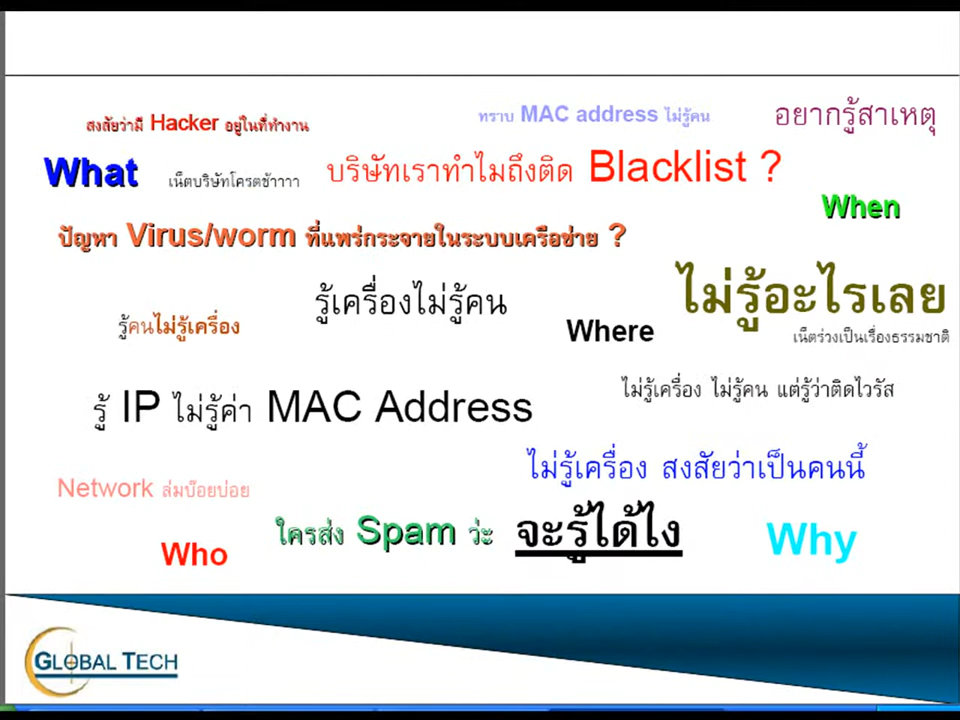 สงสัยว่ามี Hacker อยู่ในที่ทำงาน
ทราบ MAC address ไม่รู้คน
อยากรู้สาเหตุ
What
เน็ตบริษัทโครตช้าาาา
บริษัทเราทำไมถึงติด Blacklist ?
When
ปัญหา Virus/worm ที่แพร่กระจายในระบบเครือข่าย ?
ไม่รู้อะไรเลย
รู้เครื่องไม่รู้คน
รู้คนไม่รู้เครื่อง
Where
เน็ตร่วงเป็นเรื่องธรรมชาติ
ไม่รู้เครื่อง ไม่รู้คน แต่รู้ว่าติดไวรัส
รู้ IP ไม่รู้ค่า MAC Address
ไม่รู้เครื่อง สงสัยว่าเป็นคนนี้
Network ล่มบ๊อยบ่อย
ใครส่ง Spam ว่ะ
จะรู้ได้ไง
Why
Who
GLOBAL TECH